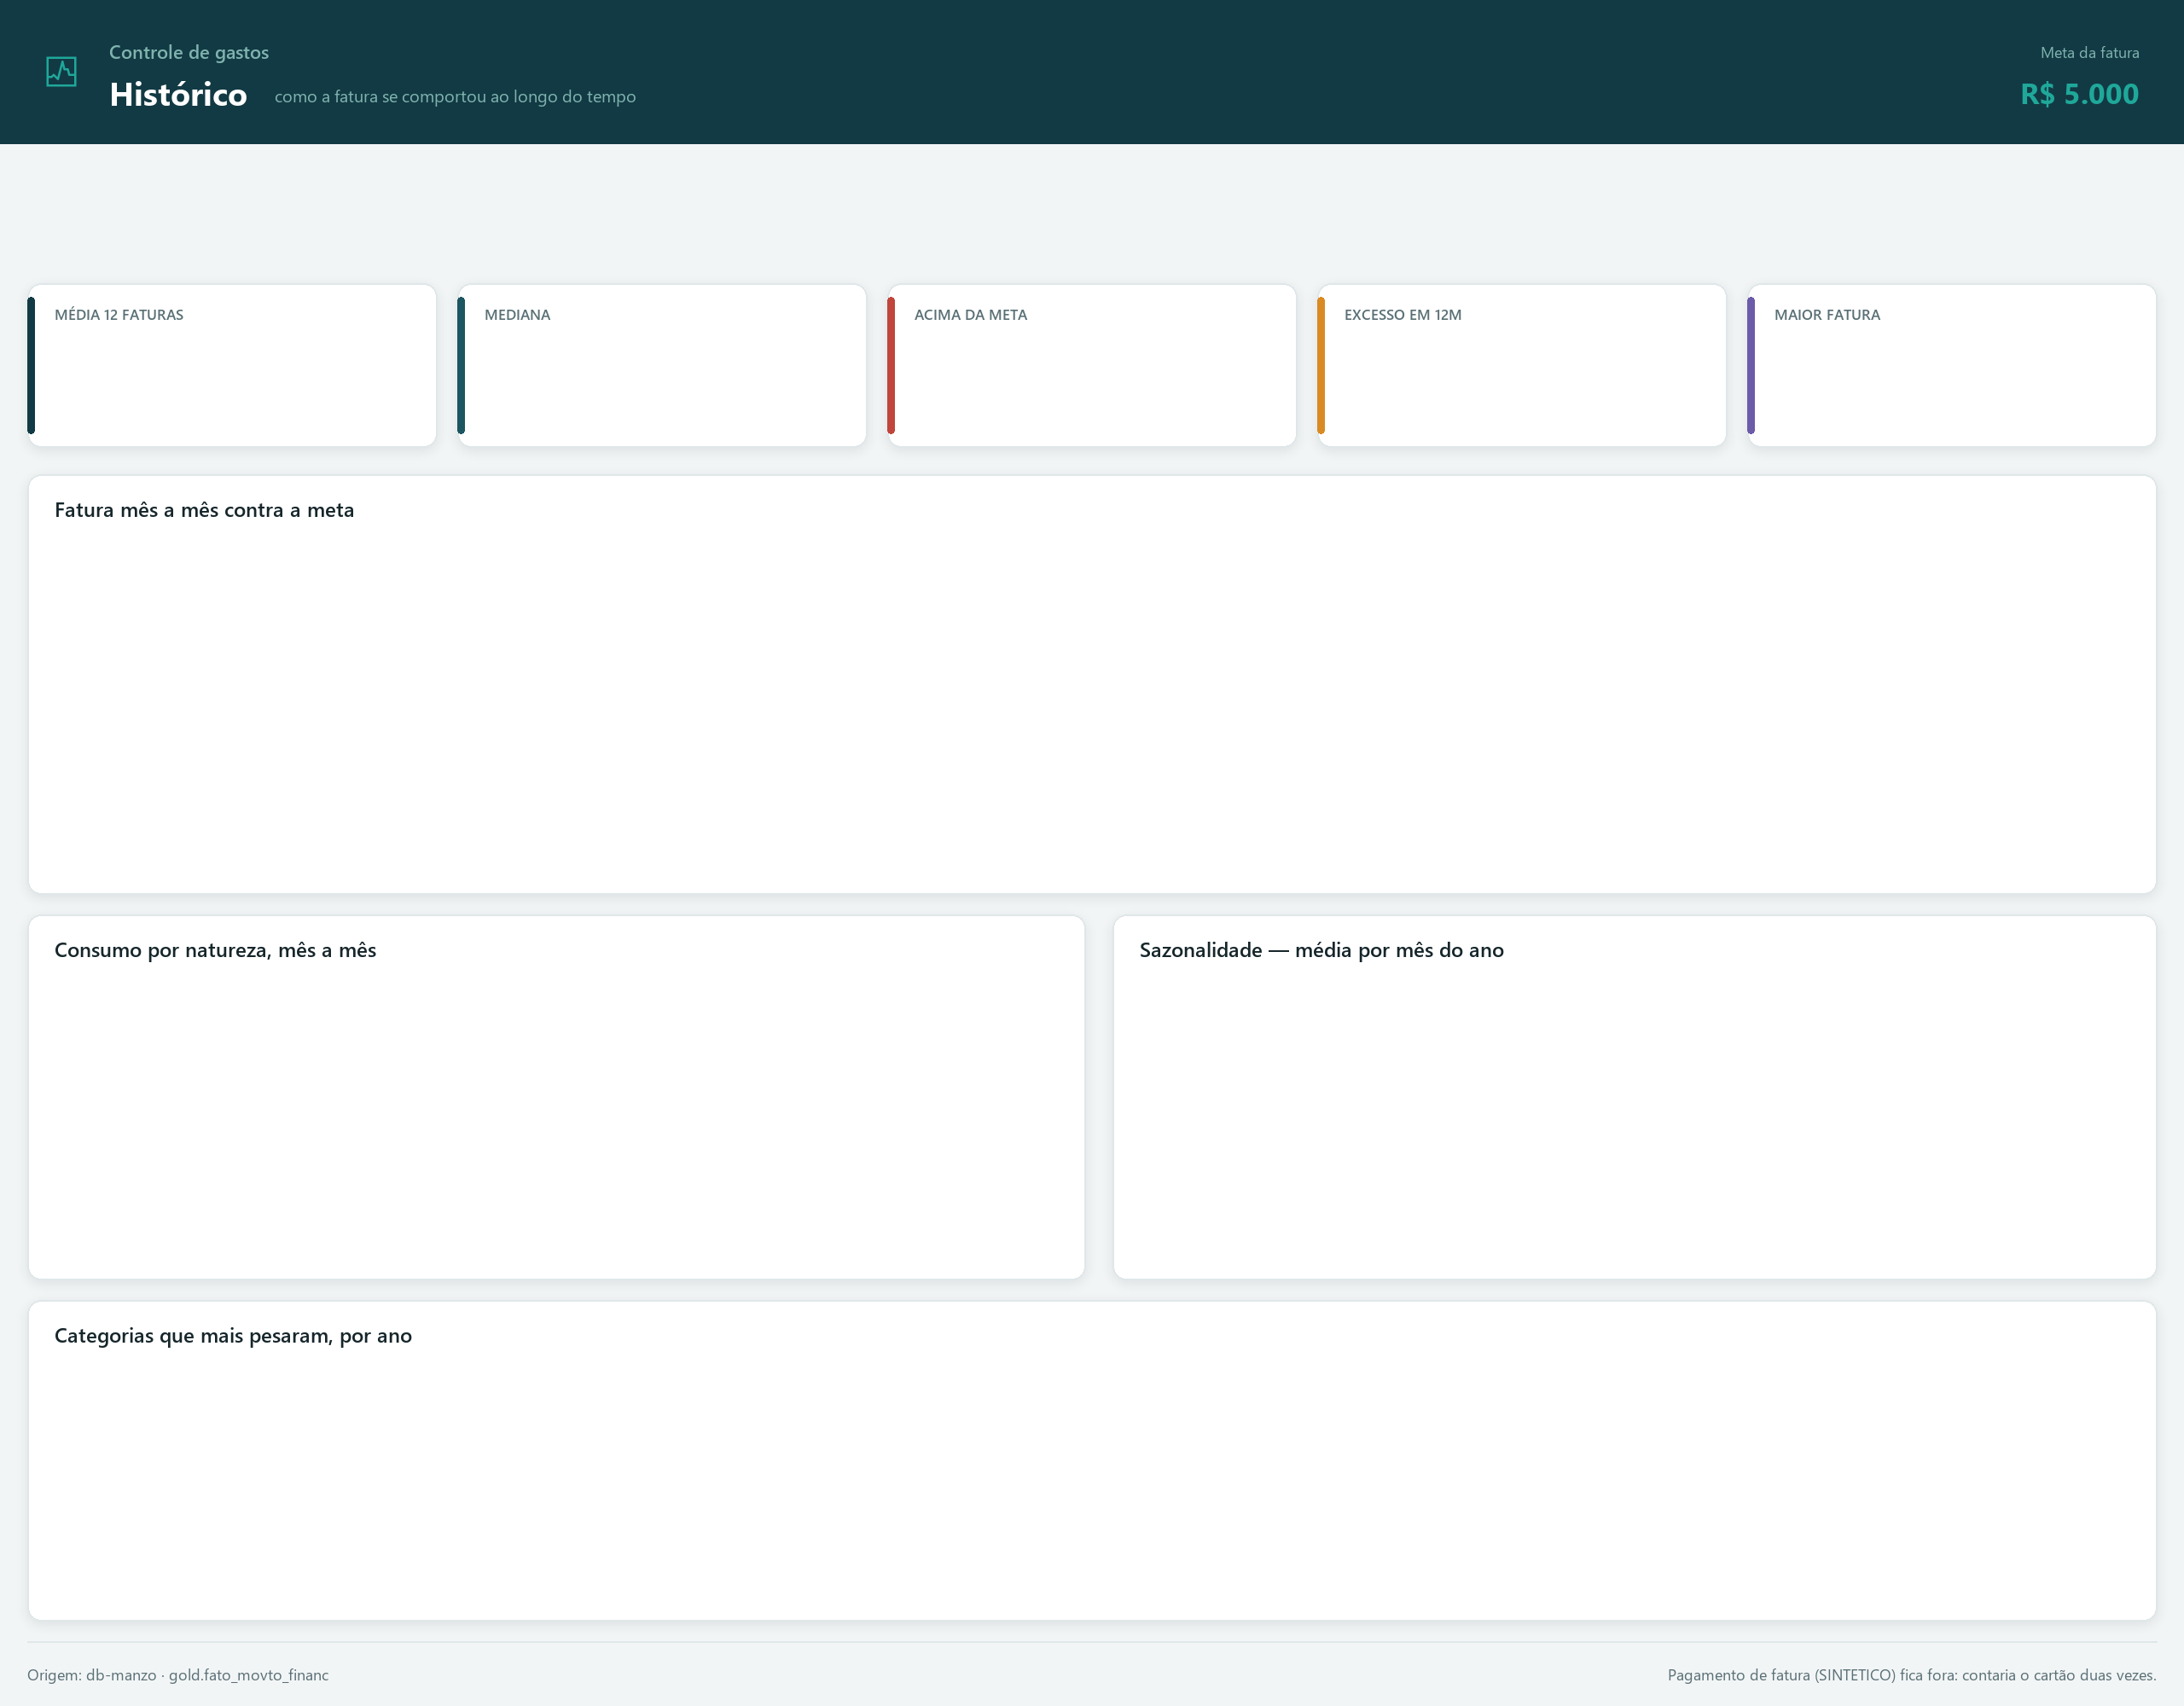 Controle de gastos
Histórico como a fatura se comportou ao longo do tempo
Meta da fatura
R$ 5.000
MÉDIA 12 FATURAS
MEDIANA
ACIMA DA META
EXCESSO EM 12M
MAIOR FATURA
Fatura mês a mês contra a meta
Consumo por natureza, mês a mês
Sazonalidade — média por mês do ano
Categorias que mais pesaram, por ano
Origem: db-manzo · gold.fato_movto_financ
Pagamento de fatura (SINTETICO) fica fora: contaria o cartão duas vezes.